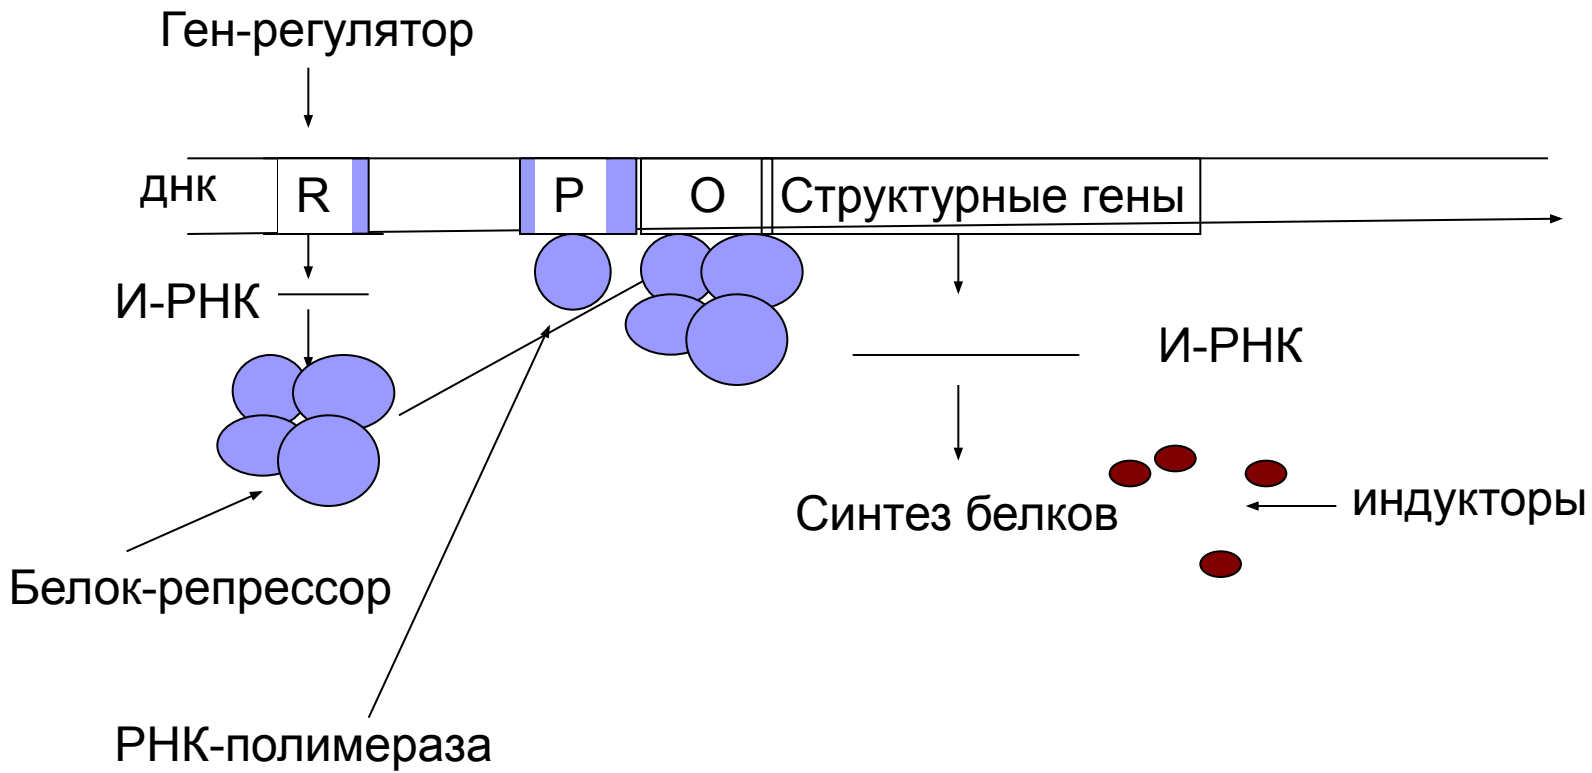 Ген-регулятор
днк R P O Структурные гены
И-РНК
И-РНК
Синтез белков
индукторы
Белок-репрессор
РНК-полимераза